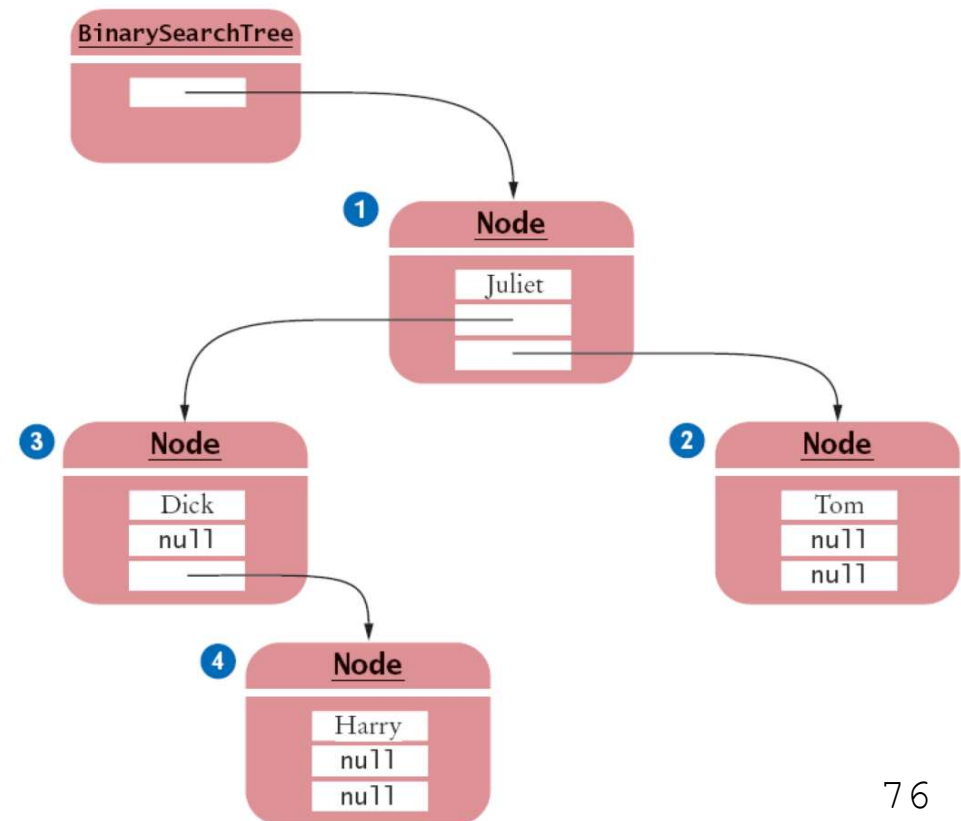 BinarySearchTree
1
Node
Juliet
3
Node
Dick
null
2
Node
Tom
null
null
4
Node
Harry
null
null
76